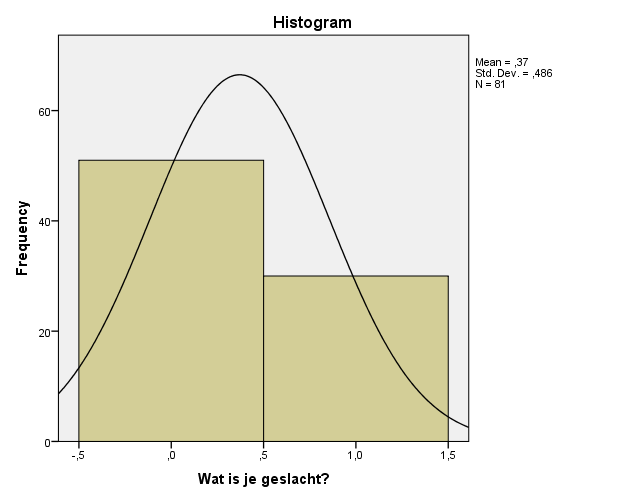 Histogram
Mean = ,37
Std. Dev. = ,486
N = 81
Frequency
60
40
20
0
-,5 ,0 ,5 1,0 1,5
Wat is je geslacht?